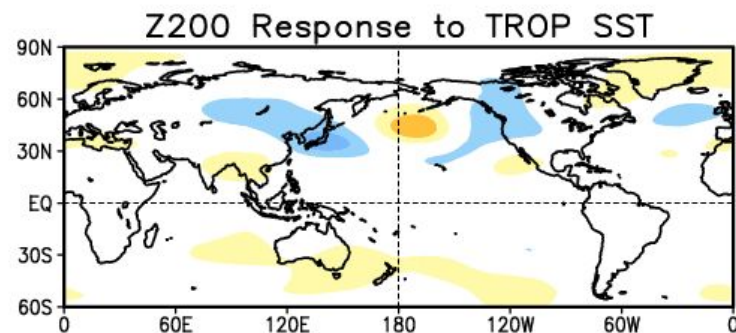 Z200 Response to TROP SST
90N
60N
30N
EQ
30S
60S
0 60E 120E 180 120W 60W 0